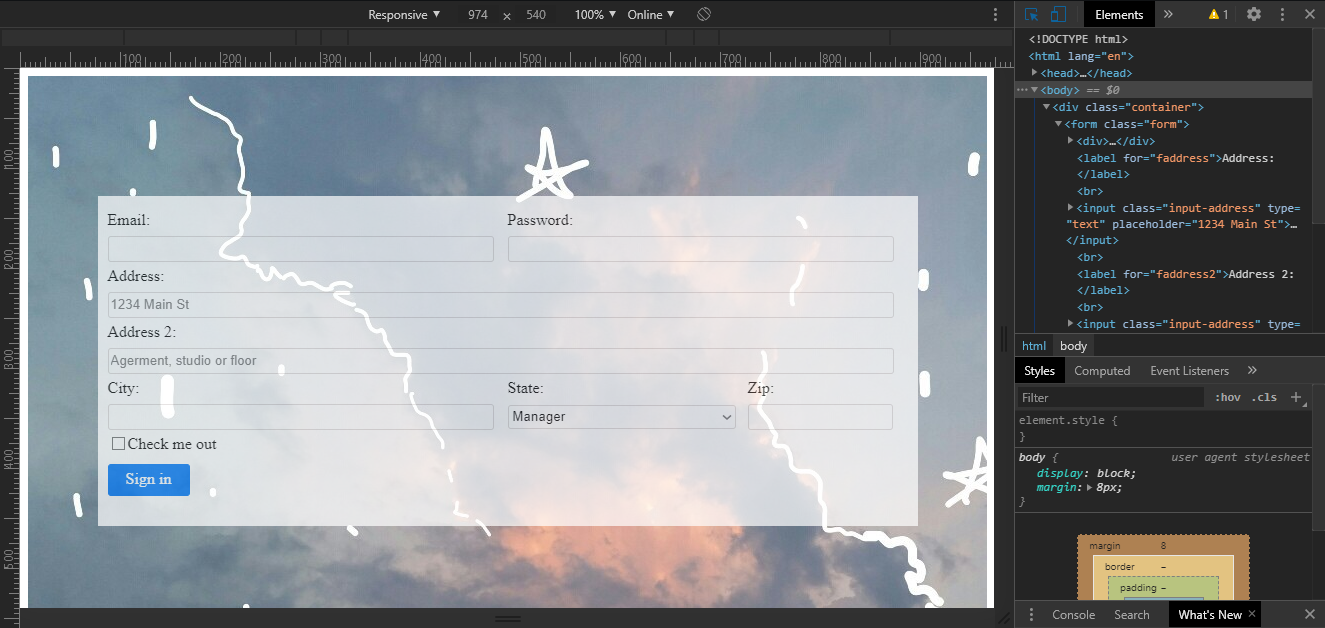 Responsive ▼ 974 × 540 100% ▼ Online ▼
Elements » 1
100 200 300 400 500 600 700 800 900
100
200
300
400
500
Email: Password:
Address:
1234 Main St
Address 2:
Agerment, studio or floor
City: State: Zip:
Manager
Check me out
Sign in
<!DOCTYPE html>
<html lang="en">
<head>…</head>
<body> == $0
<div class="container">
<form class="form">
<div>…</div>
<label for="faddress">Address:
</label>
<br>
<input class="input-address" type=
"text" placeholder="1234 Main St">…
</input>
<br>
<label for="faddress2">Address 2:
</label>
<br>
<input class="input-address" type=
html body
Styles Computed Event Listeners »
Filter :hov .cls +
element.style {
}
body { user agent stylesheet
display: block;
margin: 8px;
}
margin 8
border –
padding –
Console Search What's New ×